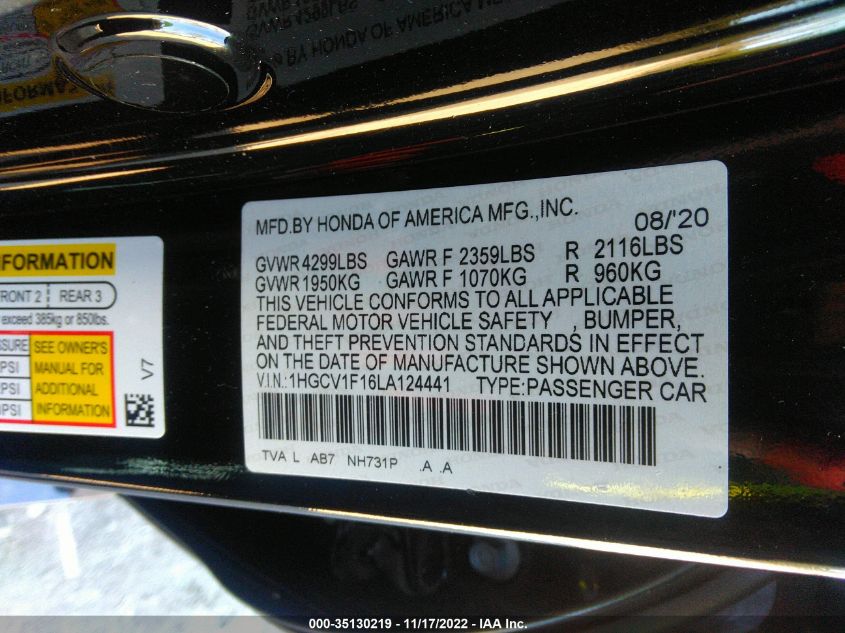 MFD.BY HONDA OF AMERICA MFG.,INC. 08/'20
GVWR 4299LBS GAWR F 2359LBS R 2116LBS
GVWR 1950KG GAWR F 1070KG R 960KG
THIS VEHICLE CONFORMS TO ALL APPLICABLE
FEDERAL MOTOR VEHICLE SAFETY , BUMPER,
AND THEFT PREVENTION STANDARDS IN EFFECT
ON THE DATE OF MANUFACTURE SHOWN ABOVE.
V.I.N.:1HGCV1F16LA124441 TYPE:PASSENGER CAR
TVA L AB7 NH731P .A .A
FORMATION
FRONT 2 REAR 3
exceed 385kg or 850lbs.
SEE OWNER'S
MANUAL FOR
PSI ADDITIONAL
PSI INFORMATION
V7
000-35130219 - 11/17/2022 - IAA Inc.